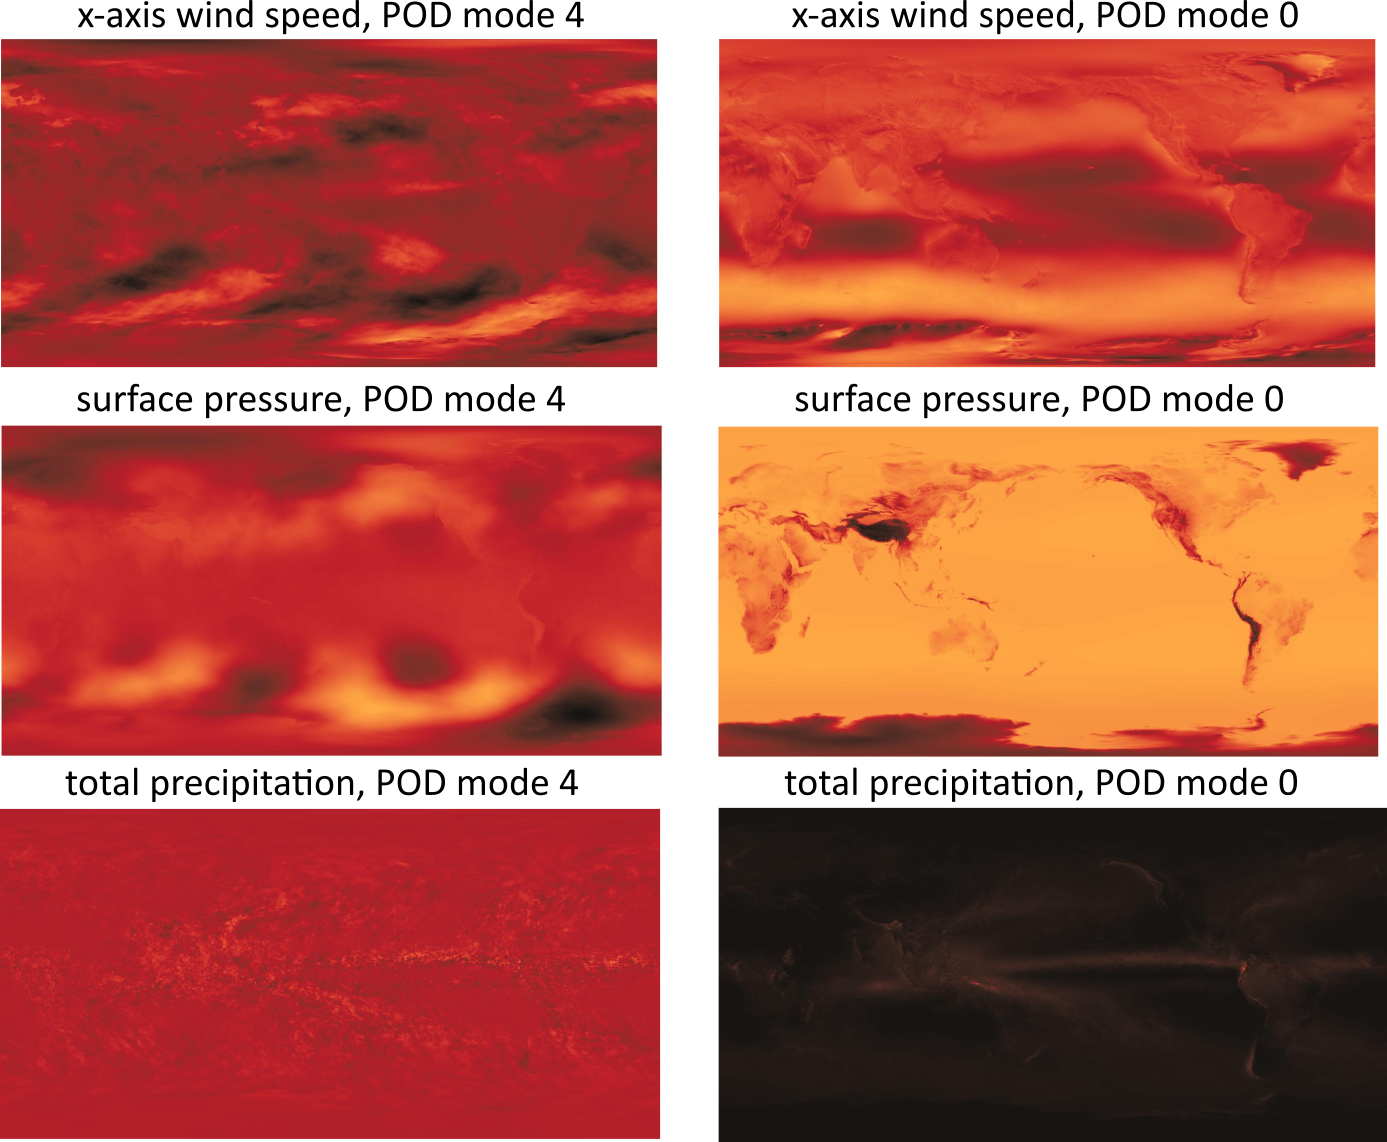 x-axis wind speed, POD mode 4
x-axis wind speed, POD mode 0
surface pressure, POD mode 4
surface pressure, POD mode 0
total precipitation, POD mode 4
total precipitation, POD mode 0